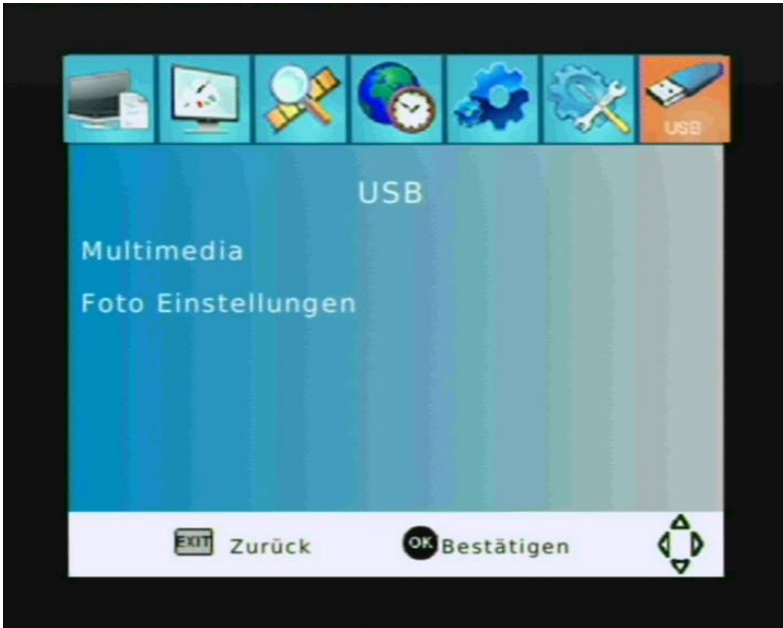 USB
USB
Multimedia
Foto Einstellungen
EXIT Zurück OK Bestätigen